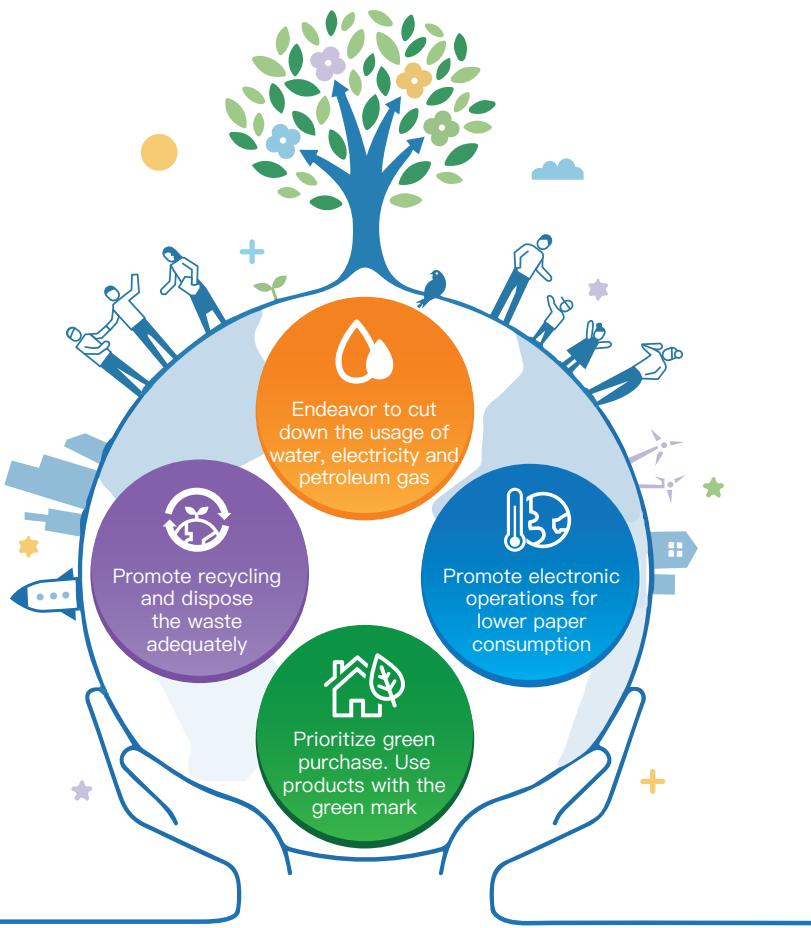 Endeavor to cut
down the usage of
water, electricity and
petroleum gas
Promote recycling
and dispose
the waste
adequately
Promote electronic
operations for
lower paper
consumption
Prioritize green
purchase. Use
products with the
green mark